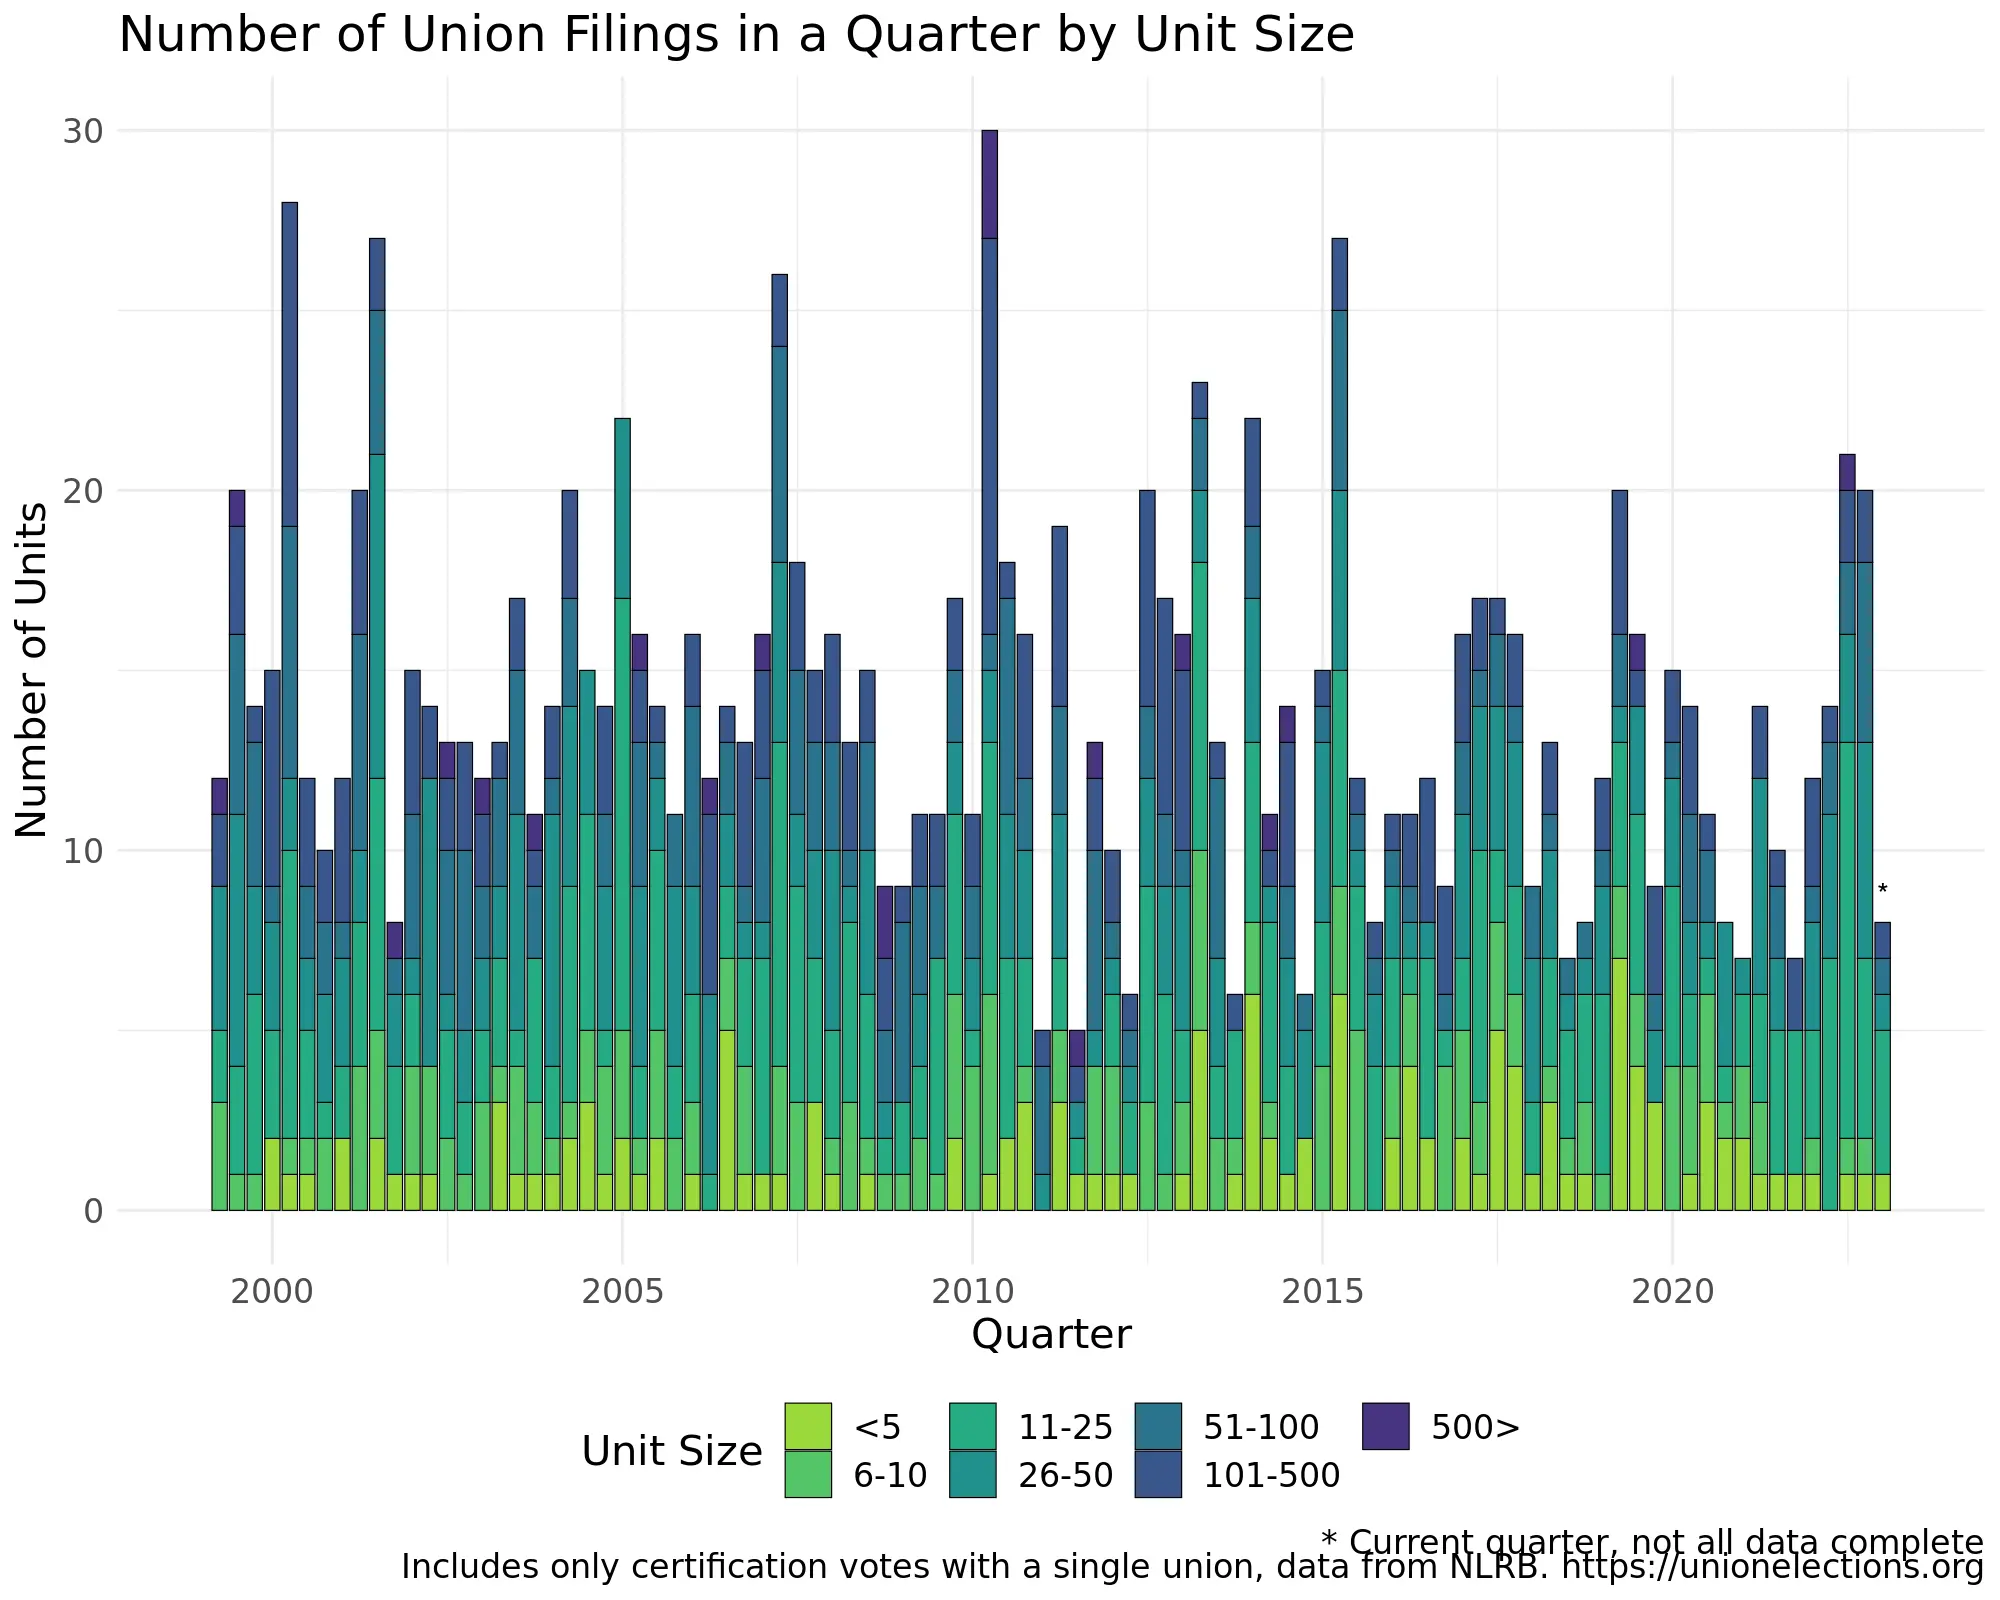 Number of Union Filings in a Quarter by Unit Size
Number of Units
30
20
10
0
*
2000 2005 2010 2015 2020
Quarter
Unit Size
<5 11-25 51-100 500>
6-10 26-50 101-500
* Current quarter, not all data complete
Includes only certification votes with a single union, data from NLRB. https://unionelections.org